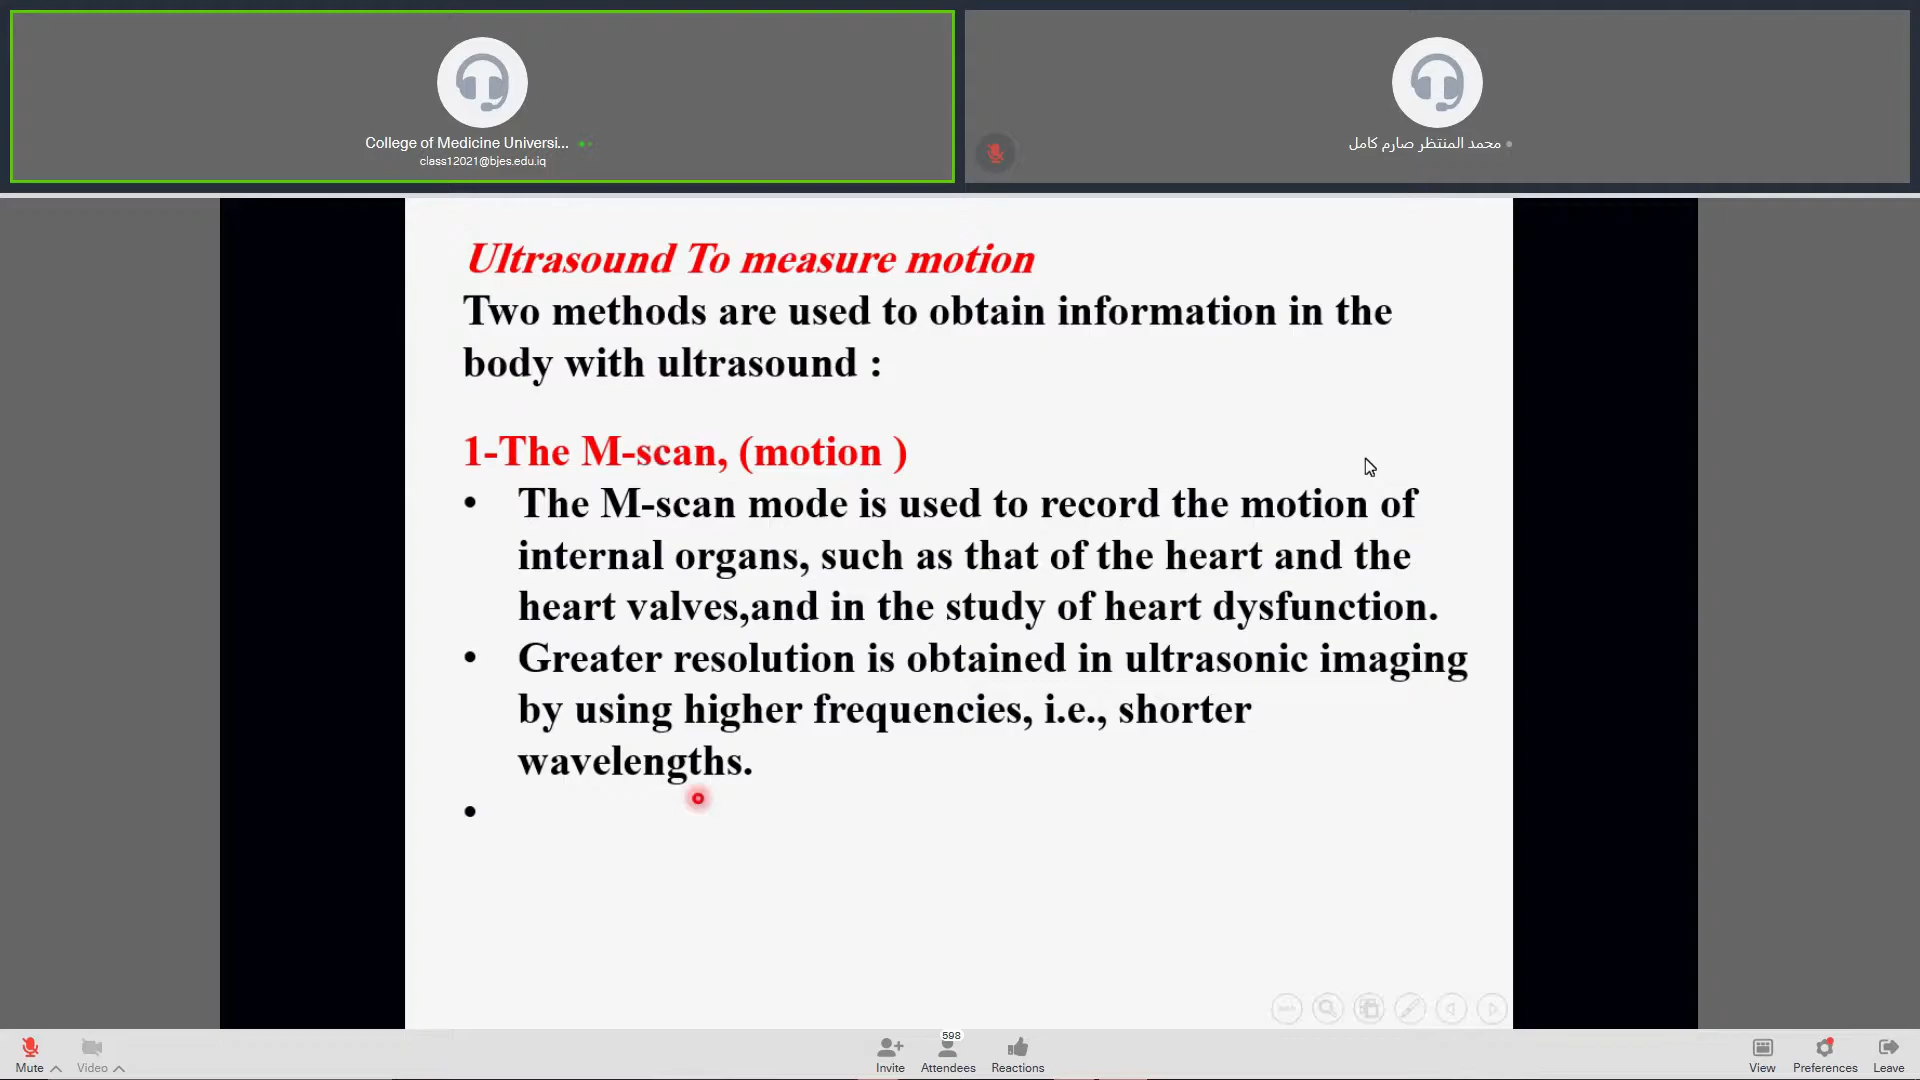 College of Medicine Universi...
class12021@bjes.edu.iq
محمد المنتظر صارم كامل
Ultrasound To measure motion
Two methods are used to obtain information in the
body with ultrasound :
1-The M-scan, (motion )
• The M-scan mode is used to record the motion of
internal organs, such as that of the heart and the
heart valves,and in the study of heart dysfunction.
• Greater resolution is obtained in ultrasonic imaging
by using higher frequencies, i.e., shorter
wavelengths.
•
598
Mute
Video
Invite
Attendees
Reactions
View
Preferences
Leave